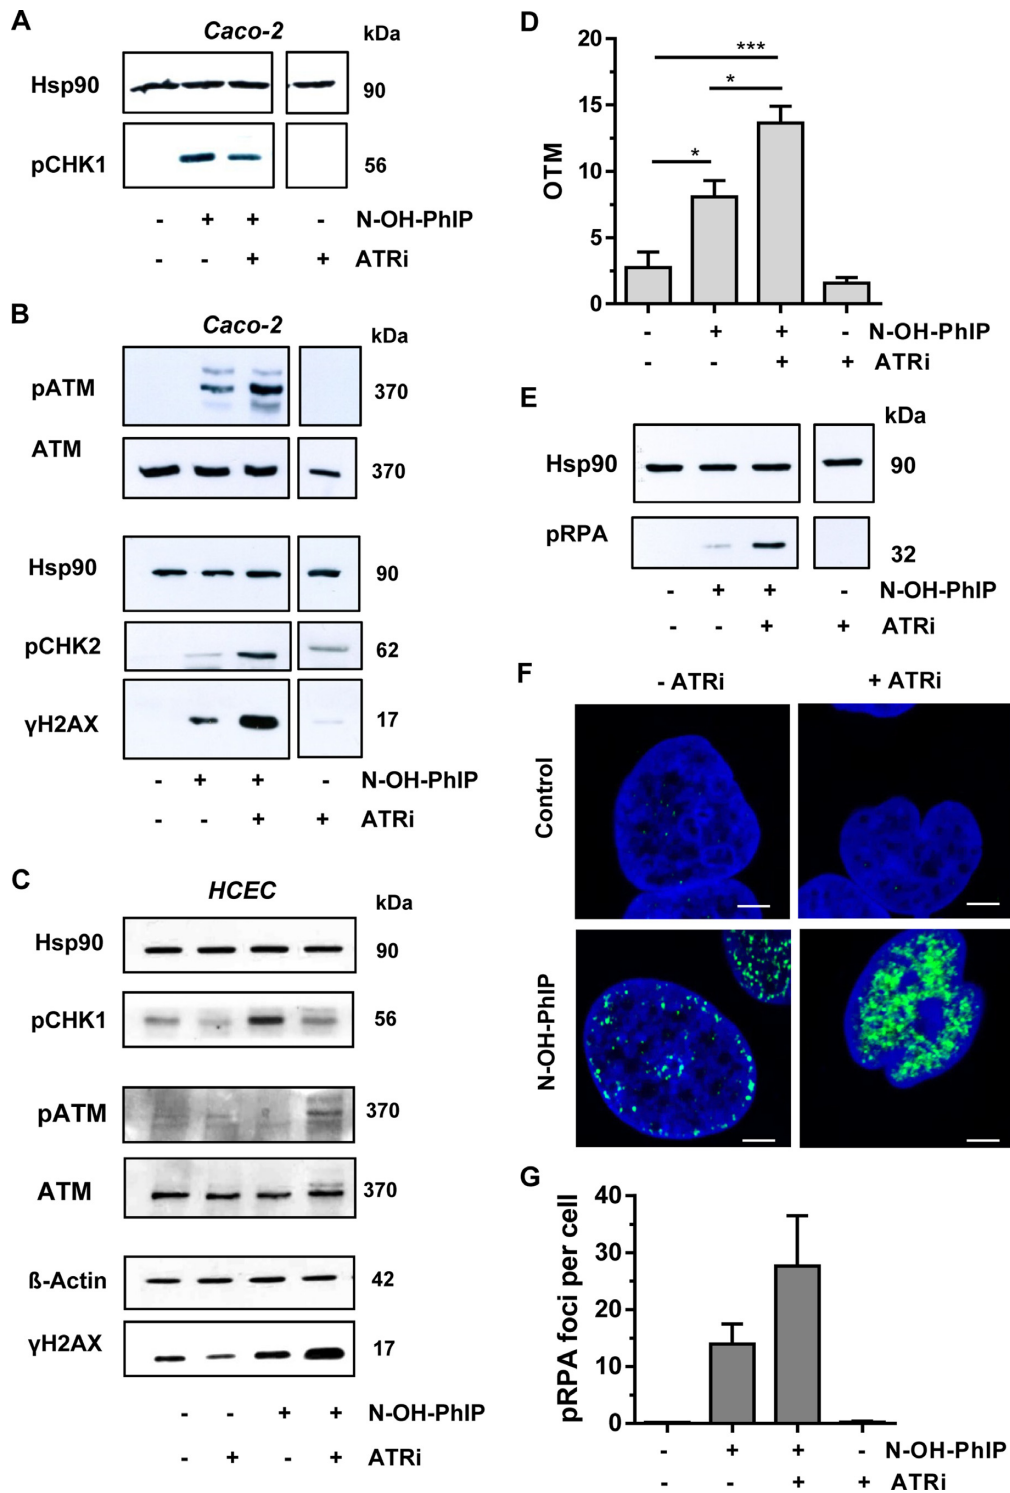 A
Caco-2
kDa
Hsp90
90
pCHK1
56
- + + - N-OH-PhIP
- - + + ATRi
B
Caco-2
kDa
pATM
370
ATM
370
Hsp90
90
pCHK2
62
γH2AX
17
- + + - N-OH-PhIP
- - + + ATRi
C
HCEC
kDa
Hsp90
90
pCHK1
56
pATM
370
ATM
370
ß-Actin
42
γH2AX
17
- - + + N-OH-PhIP
- + - + ATRi
D
OTM
20
15
10
5
0
***
*
*
- + + - N-OH-PhIP
- - + + ATRi
E
kDa
Hsp90
90
pRPA
32
- + + - N-OH-PhIP
- - + + ATRi
F
- ATRi
+ ATRi
Control
N-OH-PhIP
G
pRPA foci per cell
40
30
20
10
0
- + + - N-OH-PhIP
- - + + ATRi